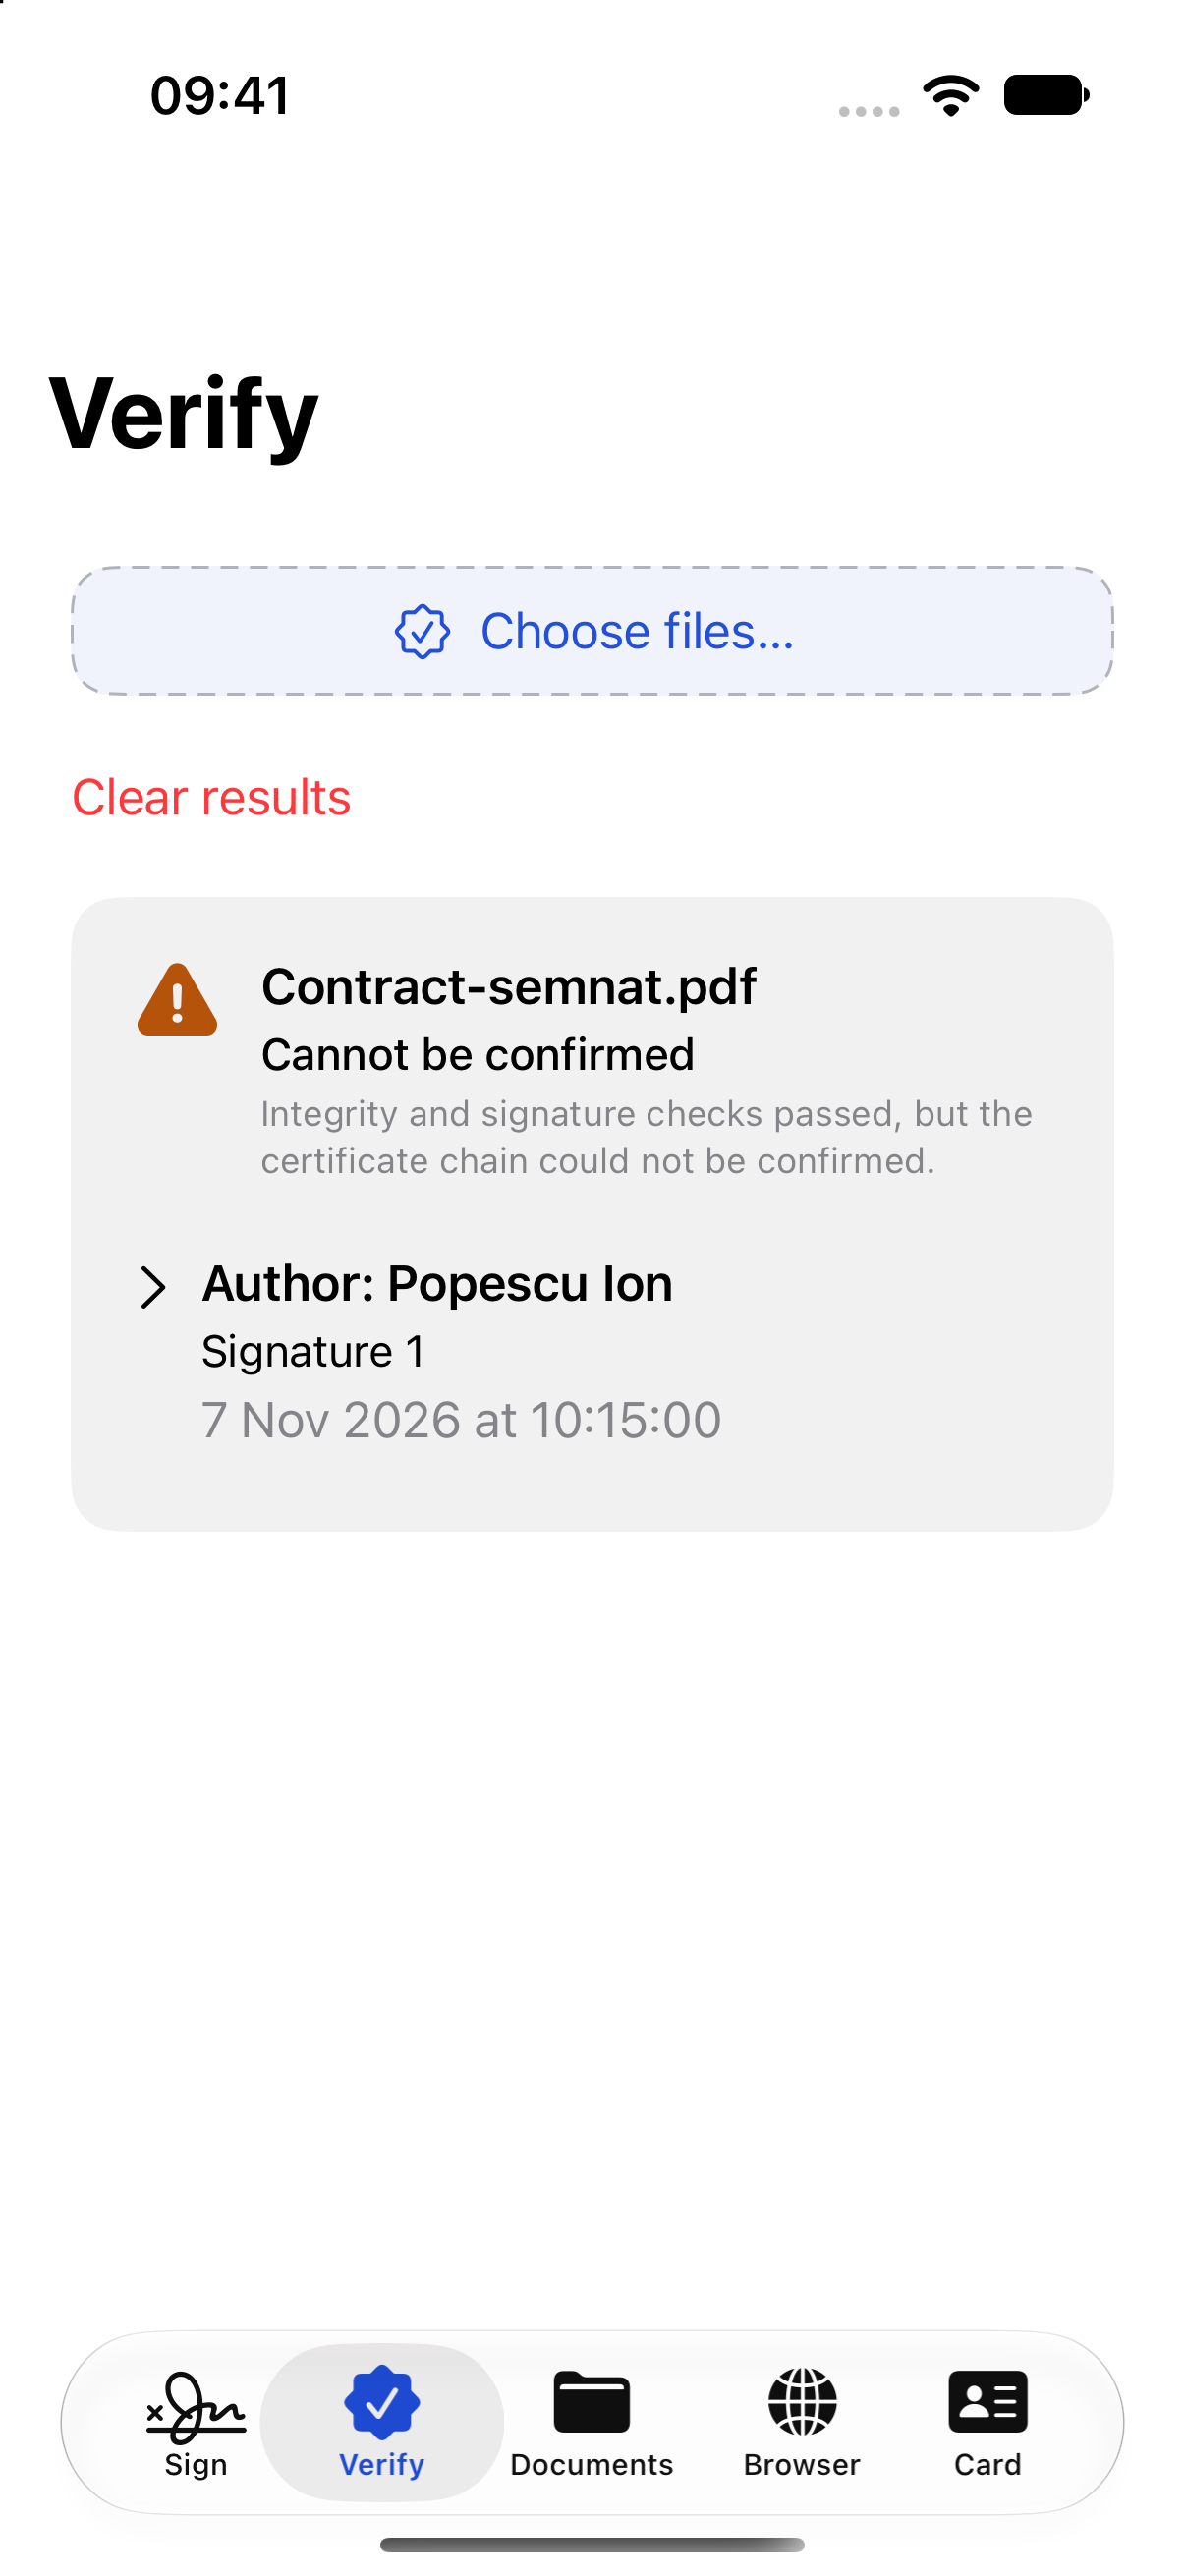 09:41
Verify
Choose files...
Clear results
Contract-semnat.pdf
Cannot be confirmed
Integrity and signature checks passed, but the
certificate chain could not be confirmed.
Author: Popescu Ion
Signature 1
7 Nov 2026 at 10:15:00
Sign
Verify
Documents
Browser
Card